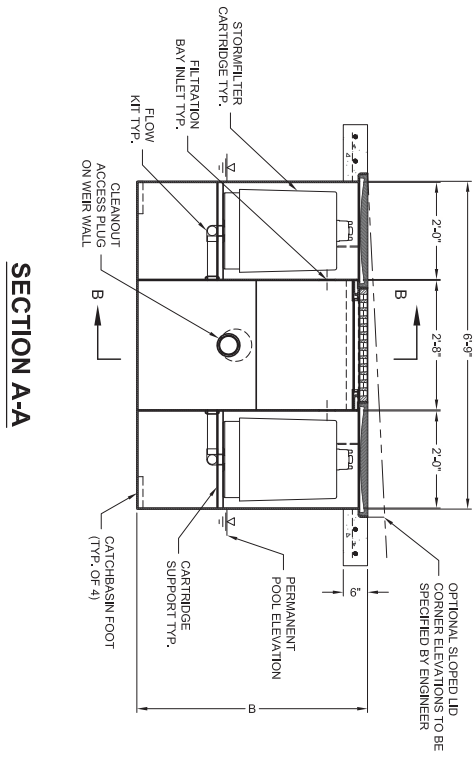 6'-9"
2'-0"
2'-8"
2'-0"
B
B
6"
B
STORMFILTER
CARTRIDGE TYP.
FILTRATION
BAY INLET TYP.
FLOW
KIT TYP.
CLEANOUT
ACCESS PLUG
ON WEIR WALL
OPTIONAL SLOPED LID
CORNER ELEVATIONS TO BE
SPECIFIED BY ENGINEER
PERMANENT
POOL ELEVATION
CARTRIDGE
SUPPORT TYP.
CATCHBASIN FOOT
(TYP. OF 4)
SECTION A-A